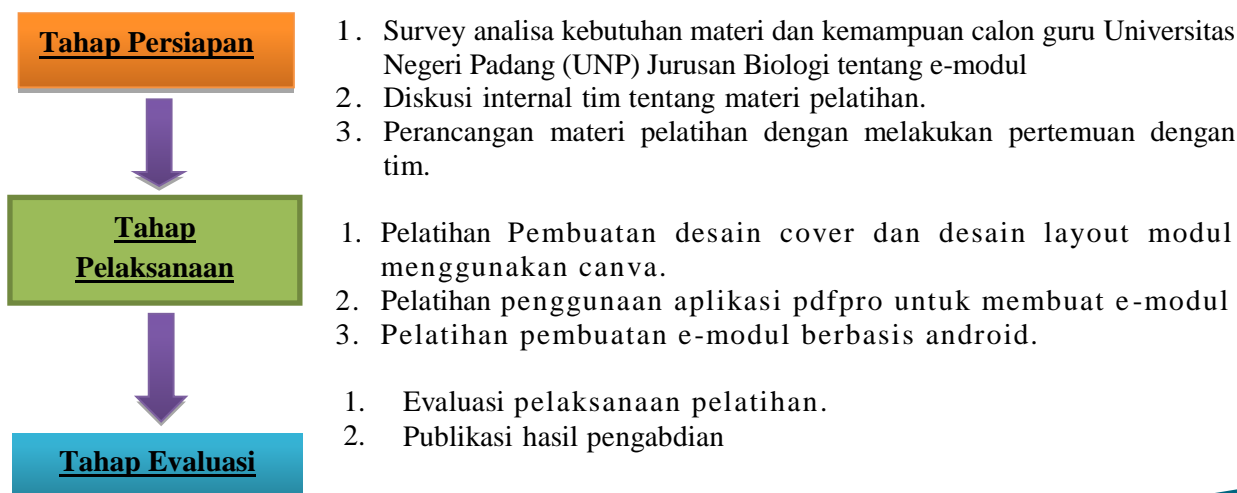 Tahap Persiapan
1. Survey analisa kebutuhan materi dan kemampuan calon guru Universitas
Negeri Padang (UNP) Jurusan Biologi tentang e-modul
2. Diskusi internal tim tentang materi pelatihan.
3. Perancangan materi pelatihan dengan melakukan pertemuan dengan
tim.
Tahap
Pelaksanaan
1. Pelatihan Pembuatan desain cover dan desain layout modul
menggunakan canva.
2. Pelatihan penggunaan aplikasi pdfpro untuk membuat e-modul
3. Pelatihan pembuatan e-modul berbasis android.
Tahap Evaluasi
1. Evaluasi pelaksanaan pelatihan.
2. Publikasi hasil pengabdian